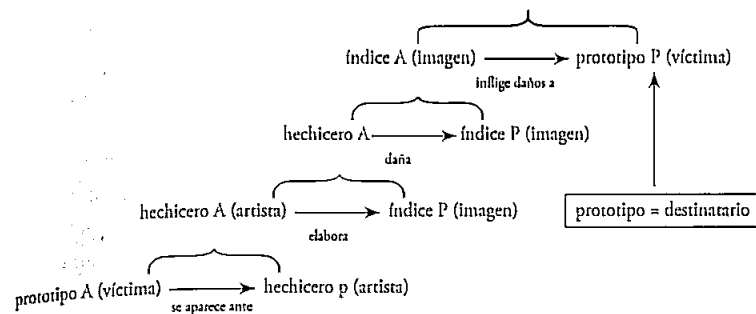 índice A (imagen) prototipo P (víctima)
inflige daños a
hechicero A índice P (imagen)
daña
hechicero A (artista) índice P (imagen) prototipo = destinatario
elabora
prototipo A (víctima) hechicero p (artista)
se aparece ante